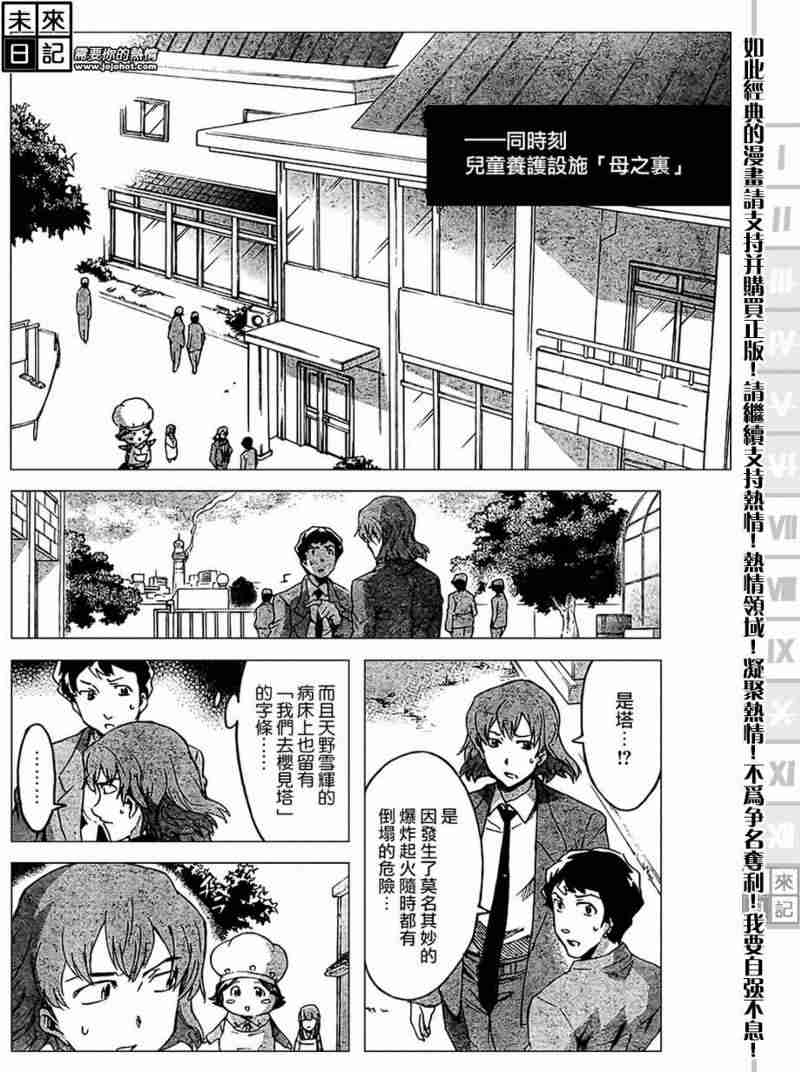 未來
日記
需要你的熱情
www.jojohot.com
——同時刻
兒童養護設施「母之裏」
是塔…!?
是
因發生了莫名其妙的
爆炸起火隨時都有
倒塌的危險…
而且天野雪輝的
病床上也留有
「我們去櫻見塔」
的字條……
………
如此經典的漫畫請支持并購買正版！請繼續支持熱情！熱情領域！凝聚熱情！不爲争名奪利！我要自强不息！
I
II
III
IV
V
VI
VII
VIII
IX
X
XI
XII
來
記